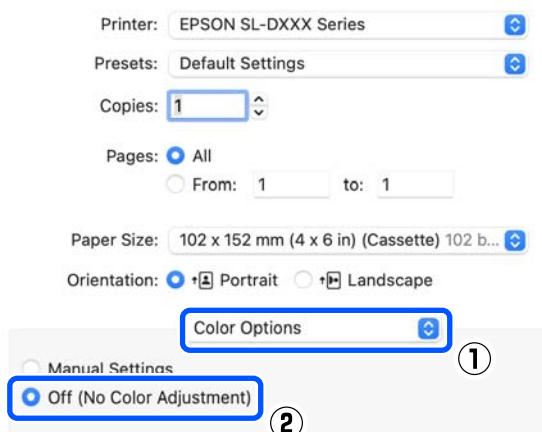 Printer: EPSON SL-DXXX Series
Presets: Default Settings
Copies: 1
Pages: All
From: 1 to: 1
Paper Size: 102 x 152 mm (4 x 6 in) (Cassette) 102 b...
Orientation: Portrait Landscape
Color Options
①
Manual Settings
Off (No Color Adjustment)
②